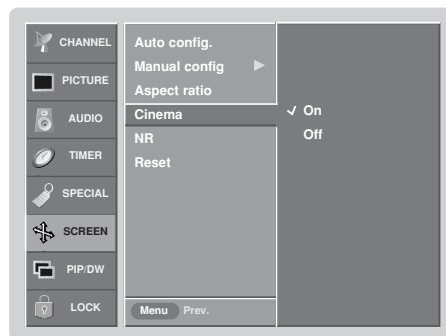 CHANNEL
PICTURE
AUDIO
TIMER
SPECIAL
SCREEN
PIP/DW
LOCK
Auto config.
Manual config
Aspect ratio
Cinema
NR
Reset
Menu Prev.
On
Off